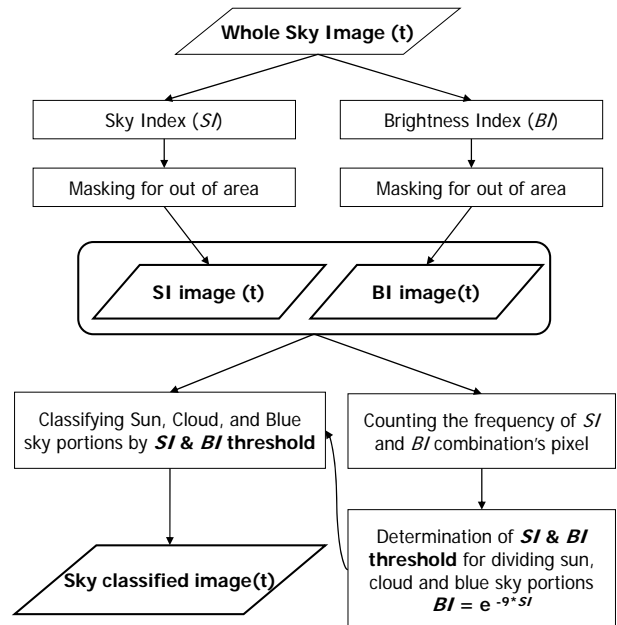 Whole Sky Image (t)
Sky Index (SI)
Brightness Index (BI)
Masking for out of area
Masking for out of area
SI image (t)
BI image(t)
Classifying Sun, Cloud, and Blue
sky portions by SI & BI threshold
Counting the frequency of SI
and BI combination's pixel
Determination of SI & BI
threshold for dividing sun,
cloud and blue sky portions
BI = e -9*SI
Sky classified image(t)